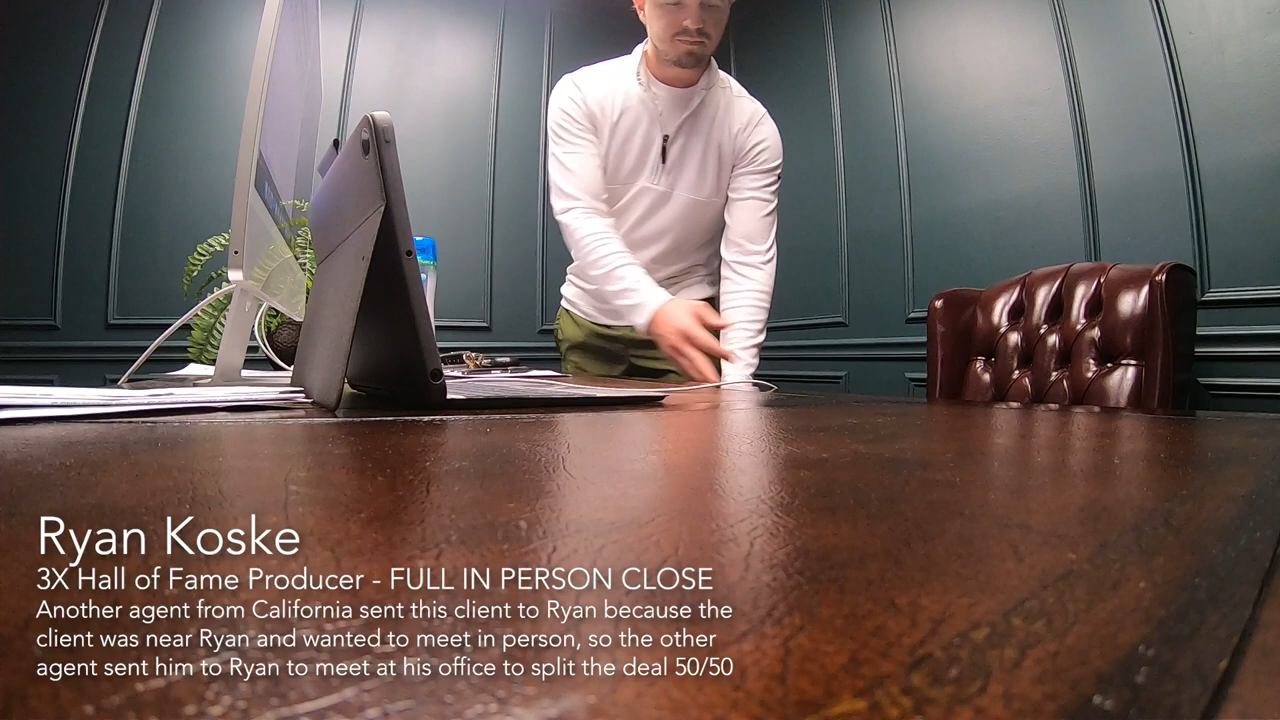 Ryan Koske
3X Hall of Fame Producer - FULL IN PERSON CLOSE
Another agent from California sent this client to Ryan because the
client was near Ryan and wanted to meet in person, so the other
agent sent him to Ryan to meet at his office to split the deal 50/50